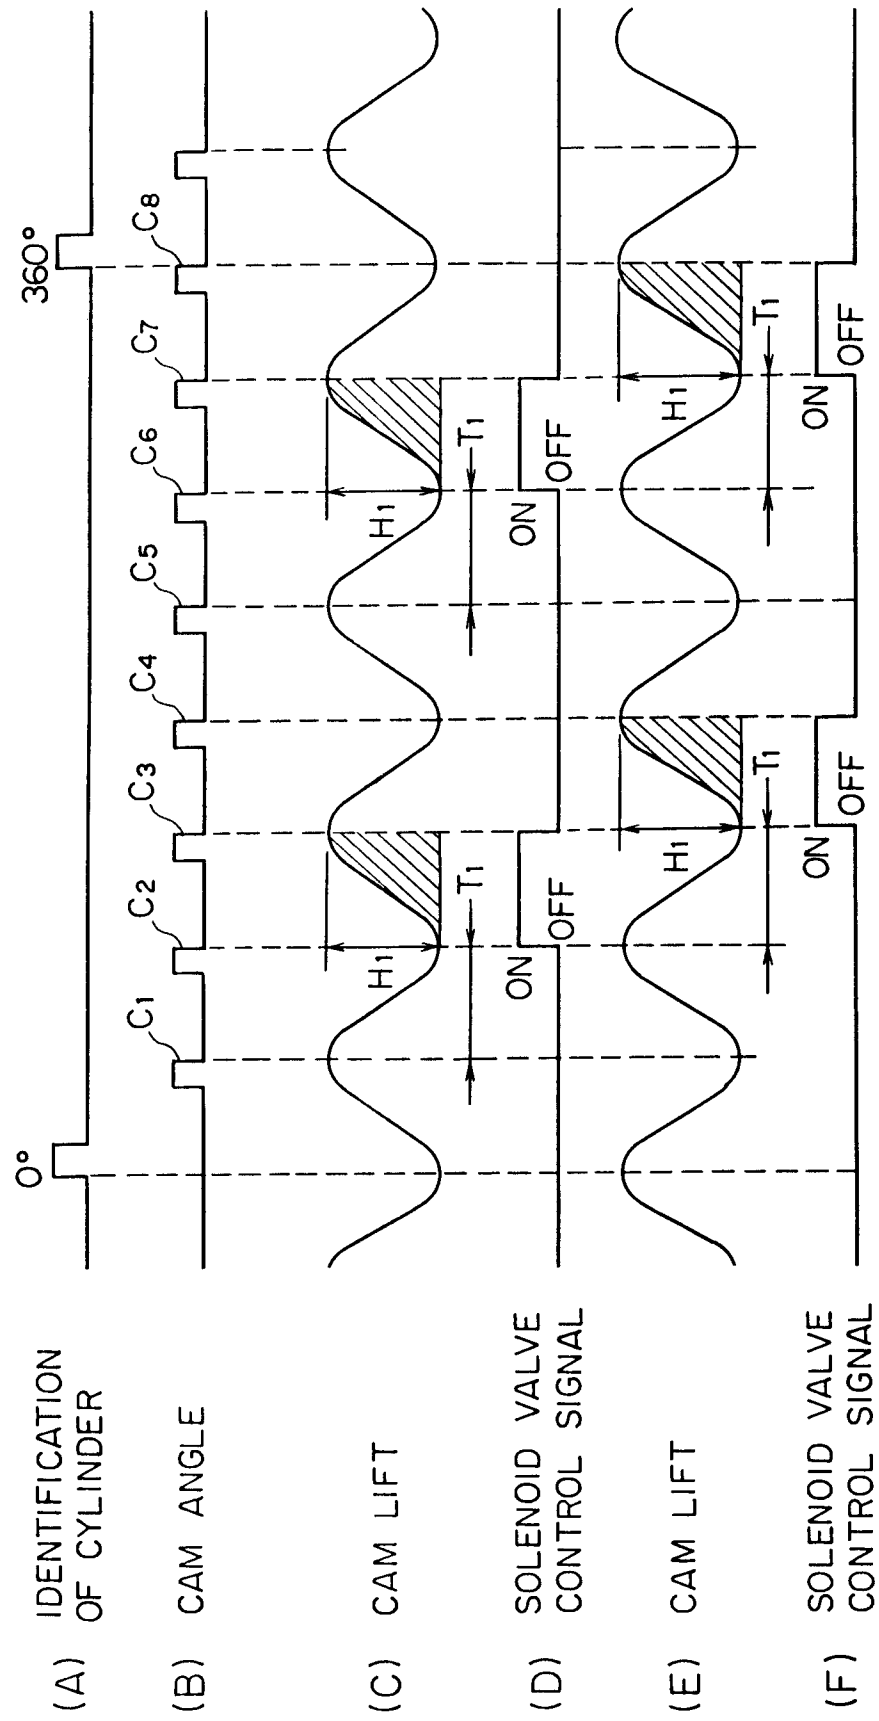 (A) IDENTIFICATION
OF CYLINDER
0°
360°
(B) CAM ANGLE
C1
C2
C3
C4
C5
C6
C7
C8
(C) CAM LIFT
H1
T1
H1
T1
(D) SOLENOID VALVE
CONTROL SIGNAL
ON
OFF
ON
OFF
(E) CAM LIFT
H1
T1
H1
T1
(F) SOLENOID VALVE
CONTROL SIGNAL
ON
OFF
ON
OFF